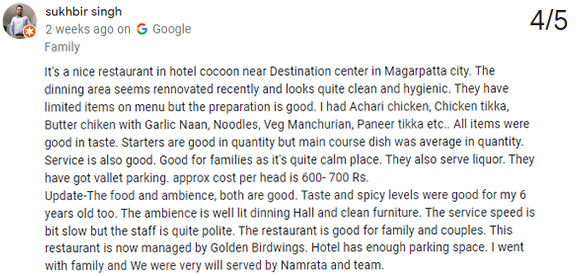 sukhbir singh
4/5
2 weeks ago on Google
Family
It's a nice restaurant in hotel cocoon near Destination center in Magarpatta city. The
dinning area seems rennovated recently and looks quite clean and hygienic. They have
limited items on menu but the preparation is good. I had Achari chicken, Chicken tikka,
Butter chiken with Garlic Naan, Noodles, Veg Manchurian, Paneer tikka etc.. All items were
good in taste. Starters are good in quantity but main course dish was average in quantity.
Service is also good. Good for families as it's quite calm place. They also serve liquor. They
have got vallet parking. approx cost per head is 600- 700 Rs.
Update-The food and ambience, both are good. Taste and spicy levels were good for my 6
years old too. The ambience is well lit dinning Hall and clean furniture. The service speed is
bit slow but the staff is quite polite. The restaurant is good for family and couples. This
restaurant is now managed by Golden Birdwings. Hotel has enough parking space. I went
with family and We were very will served by Namrata and team.